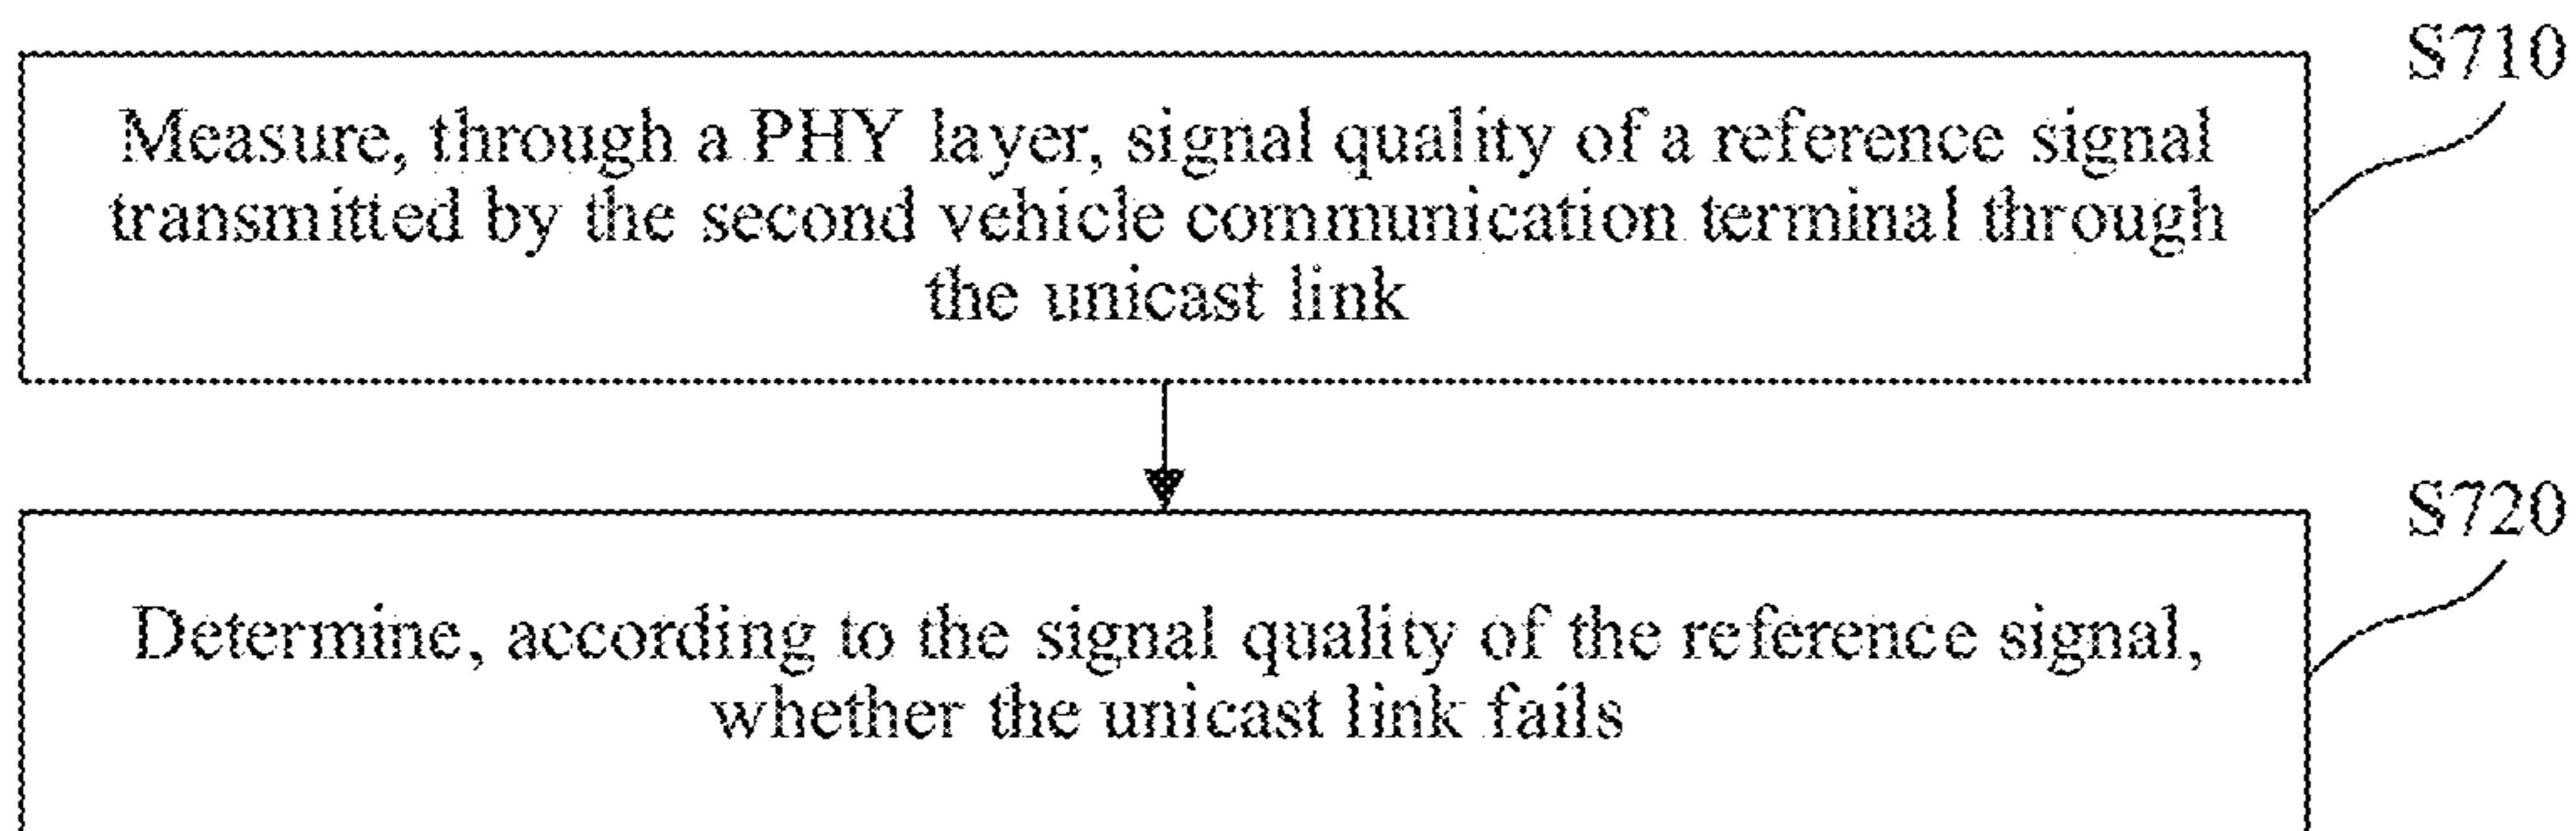 S710
Measure, through a PHY layer, signal quality of a reference signal
transmitted by the second vehicle communication terminal through
the unicast link
S720
Determine, according to the signal quality of the reference signal,
whether the unicast link fails